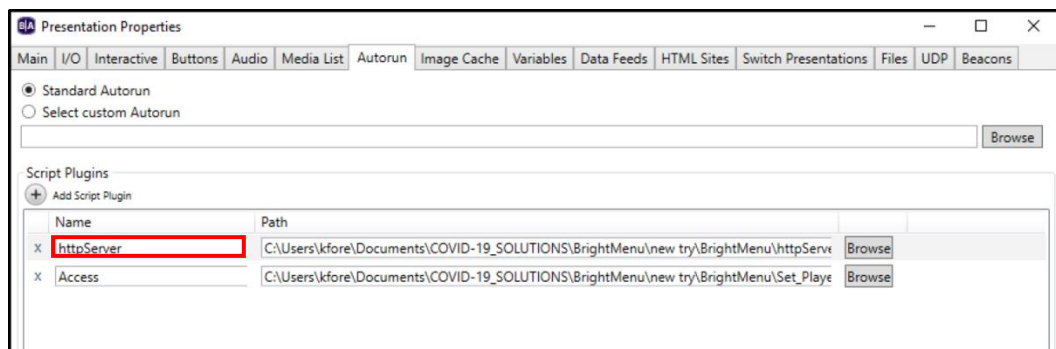 BA Presentation Properties
Main I/O Interactive Buttons Audio Media List Autorun Image Cache Variables Data Feeds HTML Sites Switch Presentations Files UDP Beacons
Standard Autorun
Select custom Autorun
Browse
Script Plugins
+ Add Script Plugin
Name Path
x httpServer C:\Users\kfore\Documents\COVID-19_SOLUTIONS\BrightMenu\new try\BrightMenu\httpServe Browse
x Access C:\Users\kfore\Documents\COVID-19_SOLUTIONS\BrightMenu\new try\BrightMenu\Set_Playe Browse